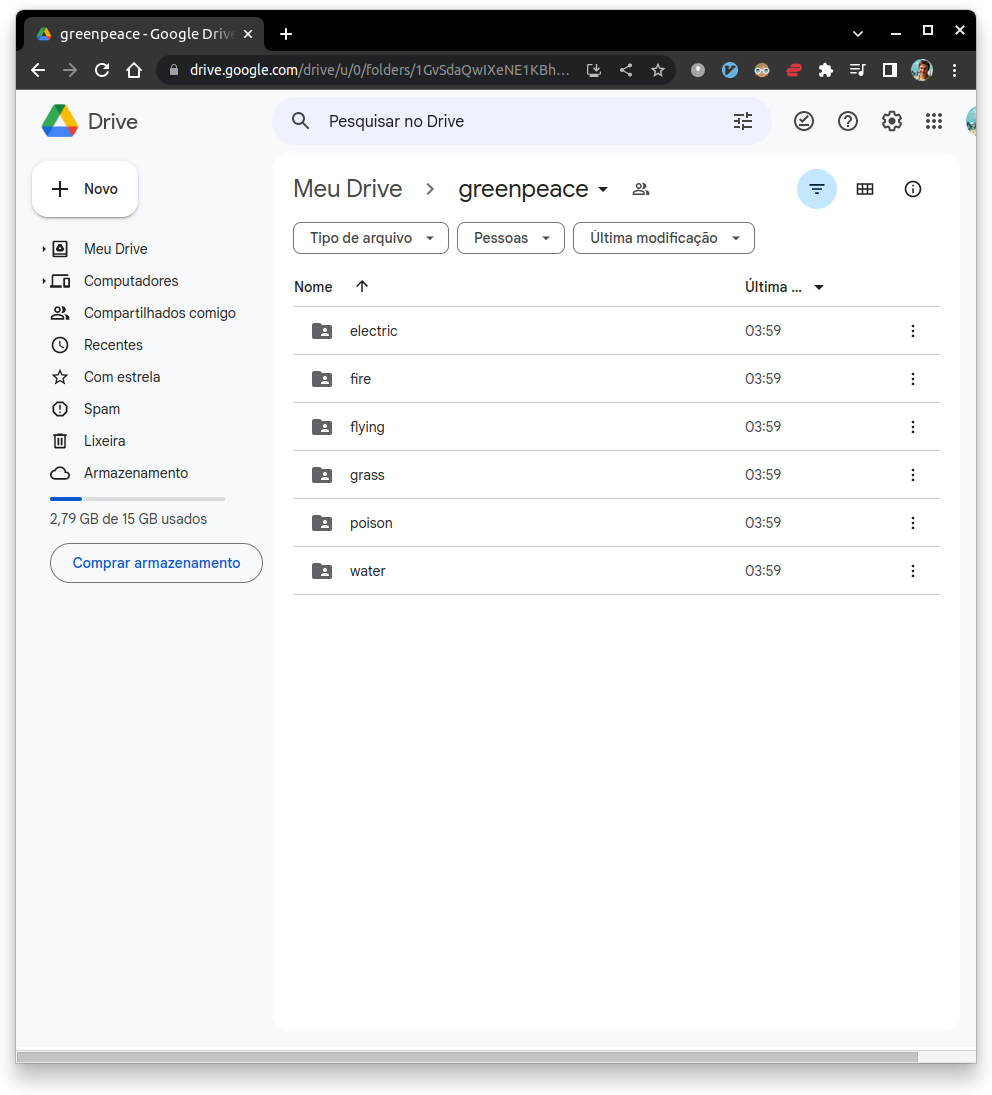 greenpeace - Google Drive
drive.google.com/drive/u/0/folders/1GvSdaQwIXeNE1KBh...
Drive
Pesquisar no Drive
Novo
Meu Drive
Computadores
Compartilhados comigo
Recentes
Com estrela
Spam
Lixeira
Armazenamento
2,79 GB de 15 GB usados
Comprar armazenamento
Meu Drive > greenpeace
Tipo de arquivo Pessoas Última modificação
Nome Última ...
electric 03:59
fire 03:59
flying 03:59
grass 03:59
poison 03:59
water 03:59